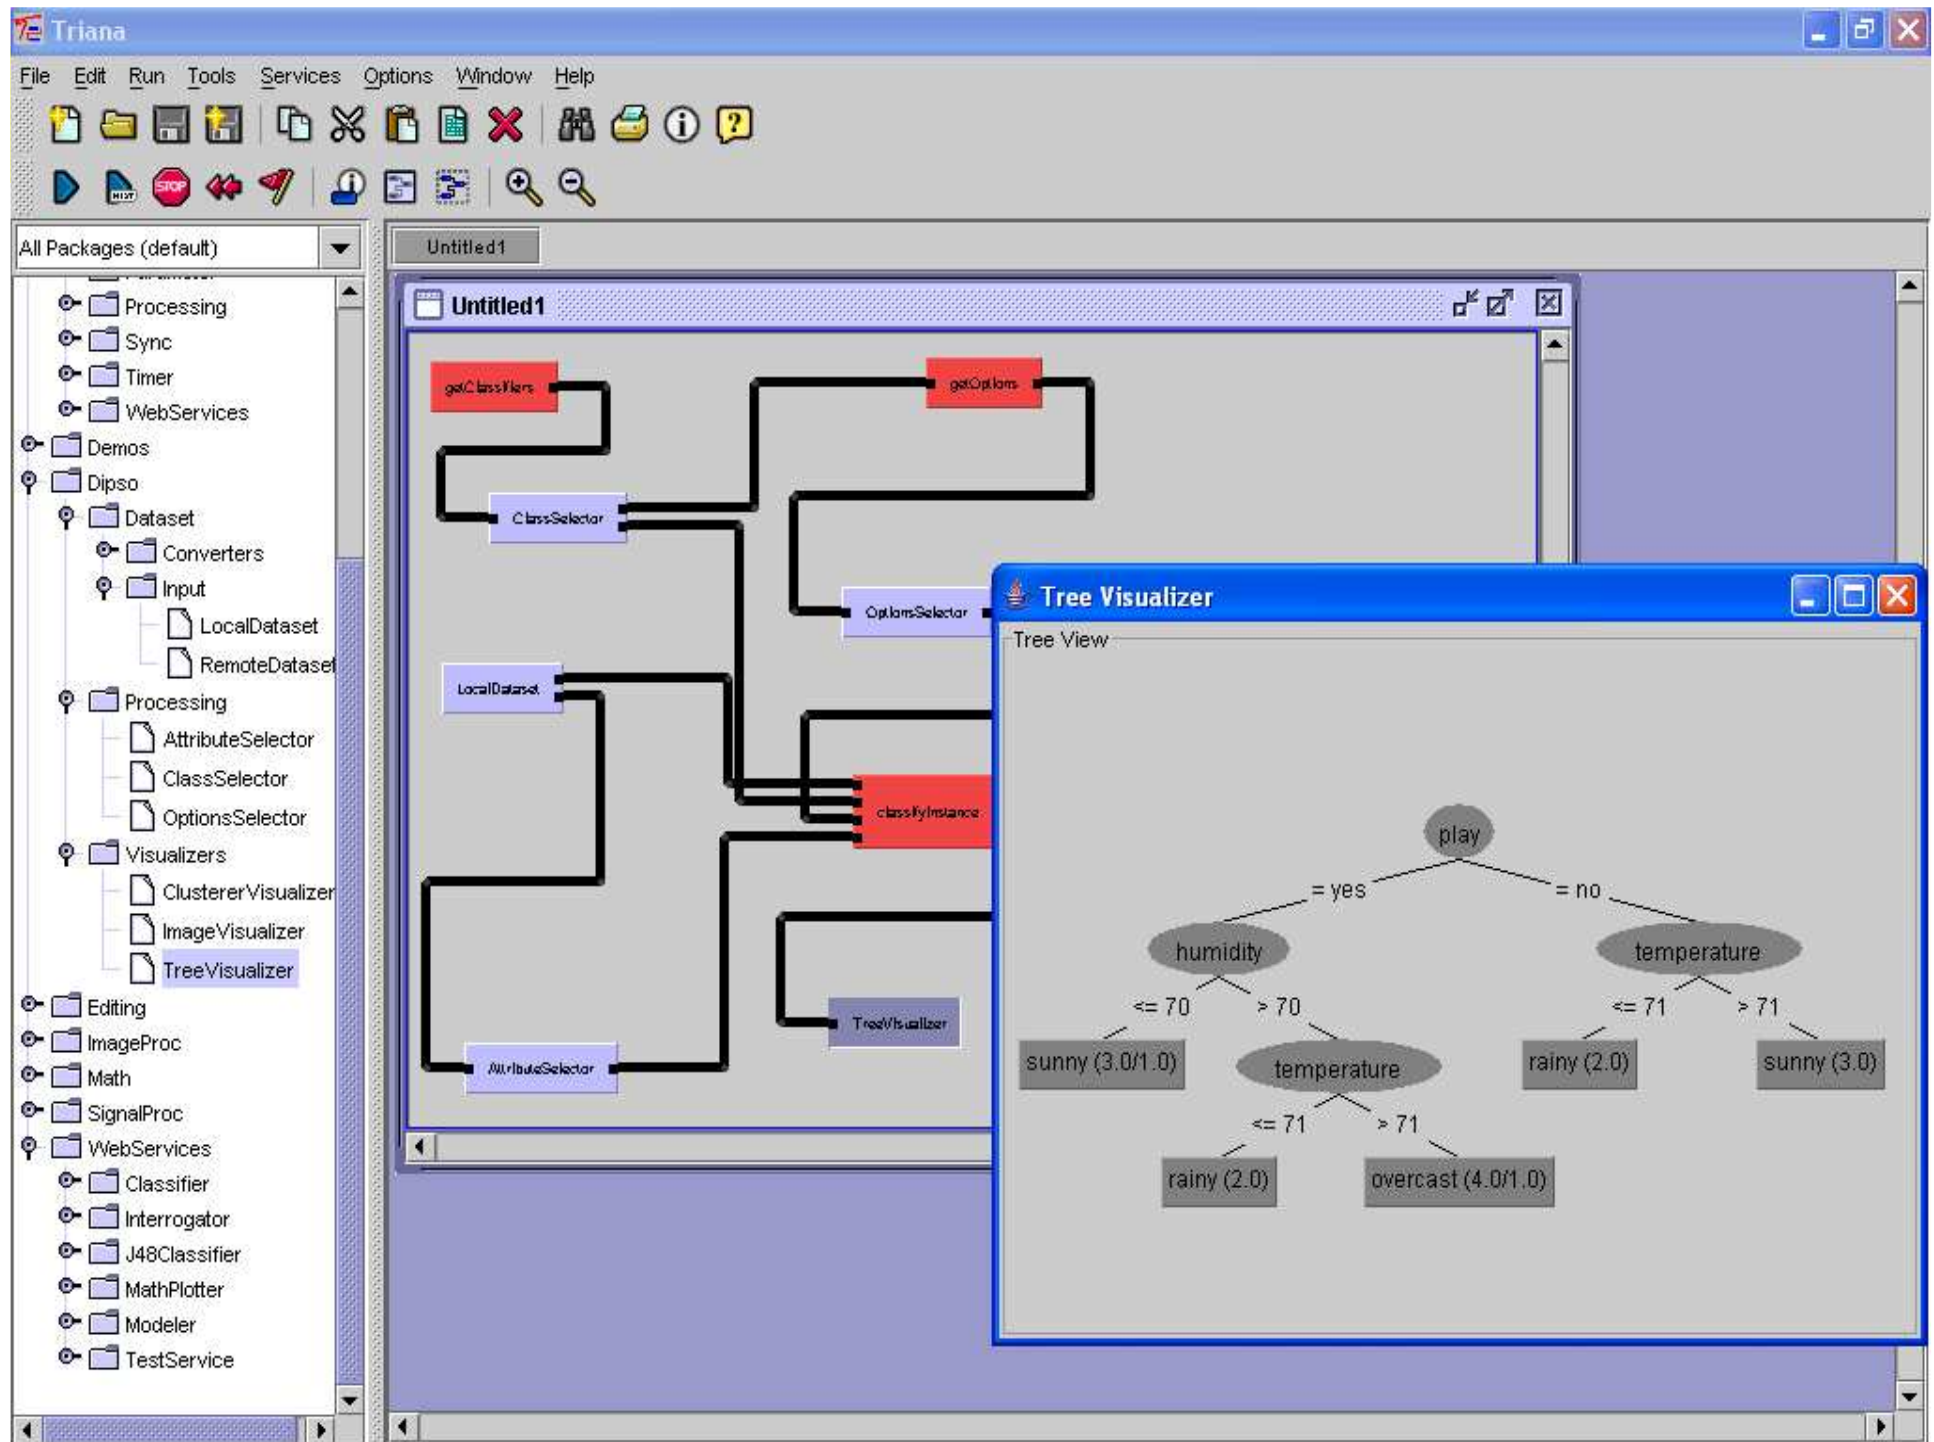 Triana
File Edit Run Tools Services Options Window Help
STOP
All Packages (default)
Processing
Sync
Timer
WebServices
Demos
Dipso
Dataset
Converters
Input
LocalDataset
RemoteDataset
Processing
AttributeSelector
ClassSelector
OptionsSelector
Visualizers
ClustererVisualizer
ImageVisualizer
TreeVisualizer
Editing
ImageProc
Math
SignalProc
WebServices
Classifier
Interrogator
J48Classifier
MathPlotter
Modeler
TestService
Untitled1
Untitled1
getClassifiers
getOptions
ClassSelector
OptionsSelector
LocalDataset
classifyInstance
TreeVisualizer
AttributeSelector
Tree Visualizer
Tree View
play
= yes = no
humidity temperature
<= 70 > 70 <= 71 > 71
sunny (3.0/1.0) temperature rainy (2.0) sunny (3.0)
<= 71 > 71
rainy (2.0) overcast (4.0/1.0)